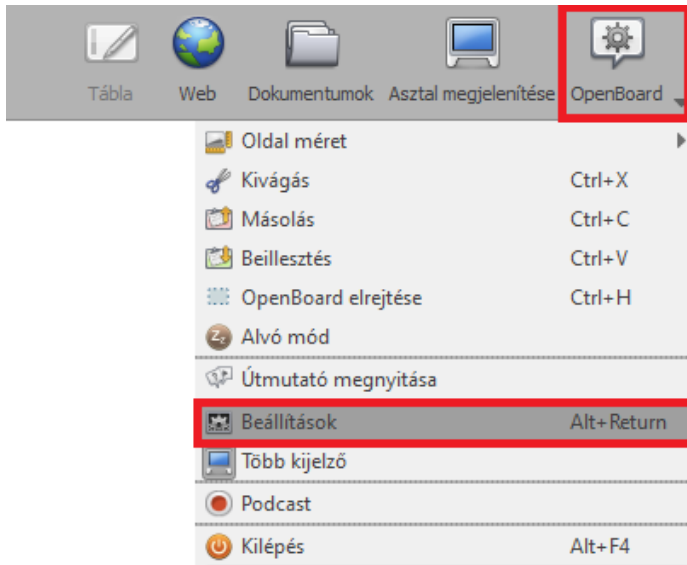 Tábla Web Dokumentumok Asztal megjelenítése OpenBoard
Oldal méret
Kivágás Ctrl+X
Másolás Ctrl+C
Beillesztés Ctrl+V
OpenBoard elrejtése Ctrl+H
Alvó mód
Útmutató megnyitása
Beállítások Alt+Return
Több kijelző
Podcast
Kilépés Alt+F4